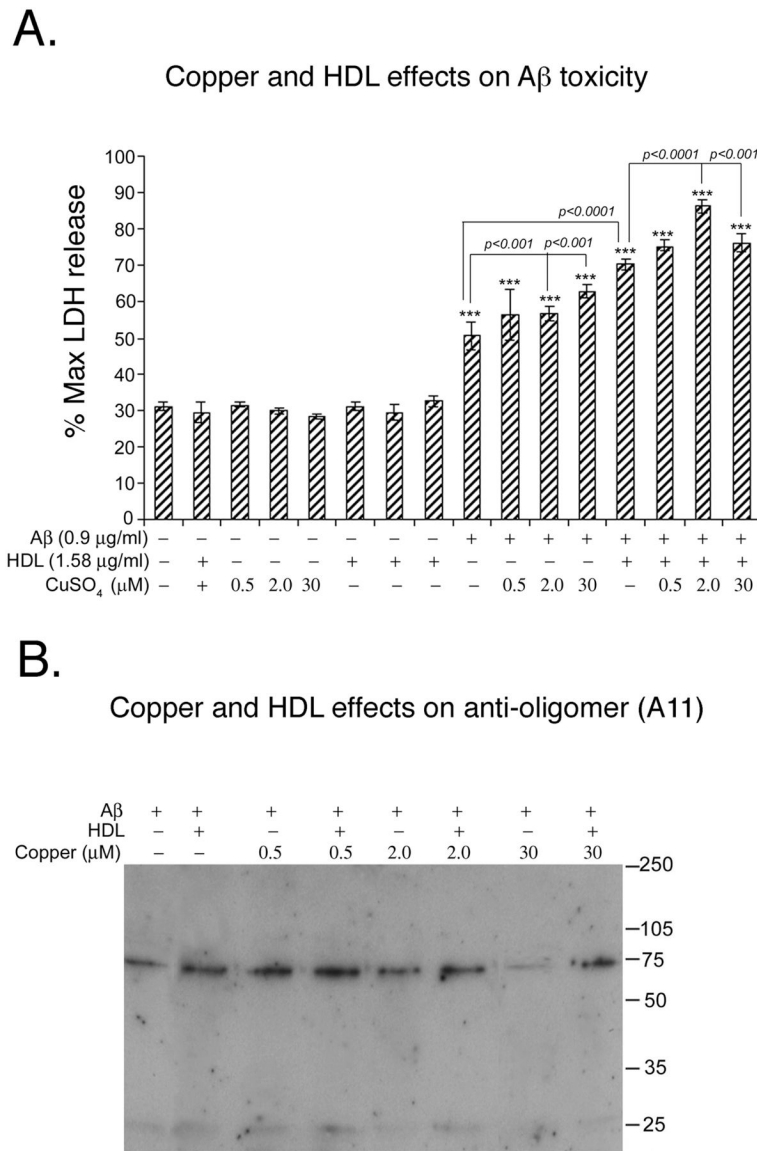 A.
Copper and HDL effects on Aβ toxicity
% Max LDH release
100
90
80
70
60
50
40
30
20
10
0
p<0.0001 p<0.001
p<0.0001
p<0.001 p<0.001
*** *** *** *** *** *** *** ***
Aβ (0.9 μg/ml) – – – – – – – – + + + + + + + +
HDL (1.58 μg/ml) – + – – – + + + – – – – + + + +
CuSO₄ (μM) – + 0.5 2.0 30 – – – – 0.5 2.0 30 – 0.5 2.0 30
B.
Copper and HDL effects on anti-oligomer (A11)
Aβ + + + + + + + +
HDL – + – + – + – +
Copper (μM) – – 0.5 0.5 2.0 2.0 30 30
–250
–105
–75
–50
–35
–25